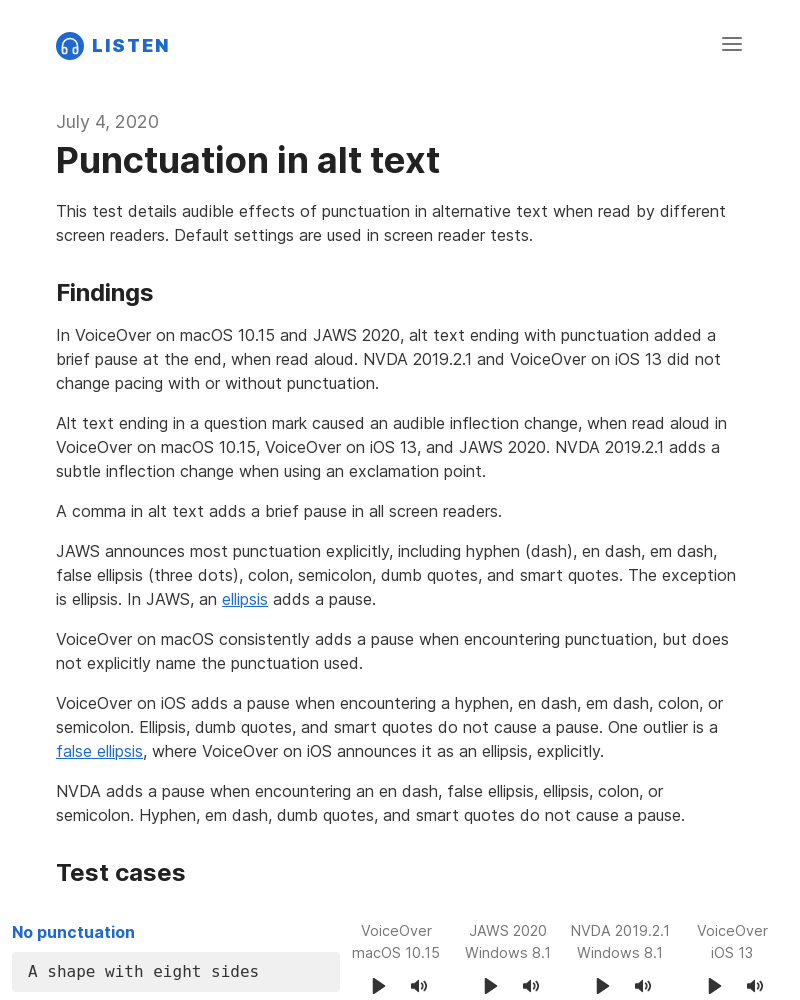 LISTEN
July 4, 2020
Punctuation in alt text
This test details audible effects of punctuation in alternative text when read by different
screen readers. Default settings are used in screen reader tests.
Findings
In VoiceOver on macOS 10.15 and JAWS 2020, alt text ending with punctuation added a
brief pause at the end, when read aloud. NVDA 2019.2.1 and VoiceOver on iOS 13 did not
change pacing with or without punctuation.
Alt text ending in a question mark caused an audible inflection change, when read aloud in
VoiceOver on macOS 10.15, VoiceOver on iOS 13, and JAWS 2020. NVDA 2019.2.1 adds a
subtle inflection change when using an exclamation point.
A comma in alt text adds a brief pause in all screen readers.
JAWS announces most punctuation explicitly, including hyphen (dash), en dash, em dash,
false ellipsis (three dots), colon, semicolon, dumb quotes, and smart quotes. The exception
is ellipsis. In JAWS, an ellipsis adds a pause.
VoiceOver on macOS consistently adds a pause when encountering punctuation, but does
not explicitly name the punctuation used.
VoiceOver on iOS adds a pause when encountering a hyphen, en dash, em dash, colon, or
semicolon. Ellipsis, dumb quotes, and smart quotes do not cause a pause. One outlier is a
false ellipsis, where VoiceOver on iOS announces it as an ellipsis, explicitly.
NVDA adds a pause when encountering an en dash, false ellipsis, ellipsis, colon, or
semicolon. Hyphen, em dash, dumb quotes, and smart quotes do not cause a pause.
Test cases
No punctuation
A shape with eight sides
VoiceOver
macOS 10.15
JAWS 2020
Windows 8.1
NVDA 2019.2.1
Windows 8.1
VoiceOver
iOS 13